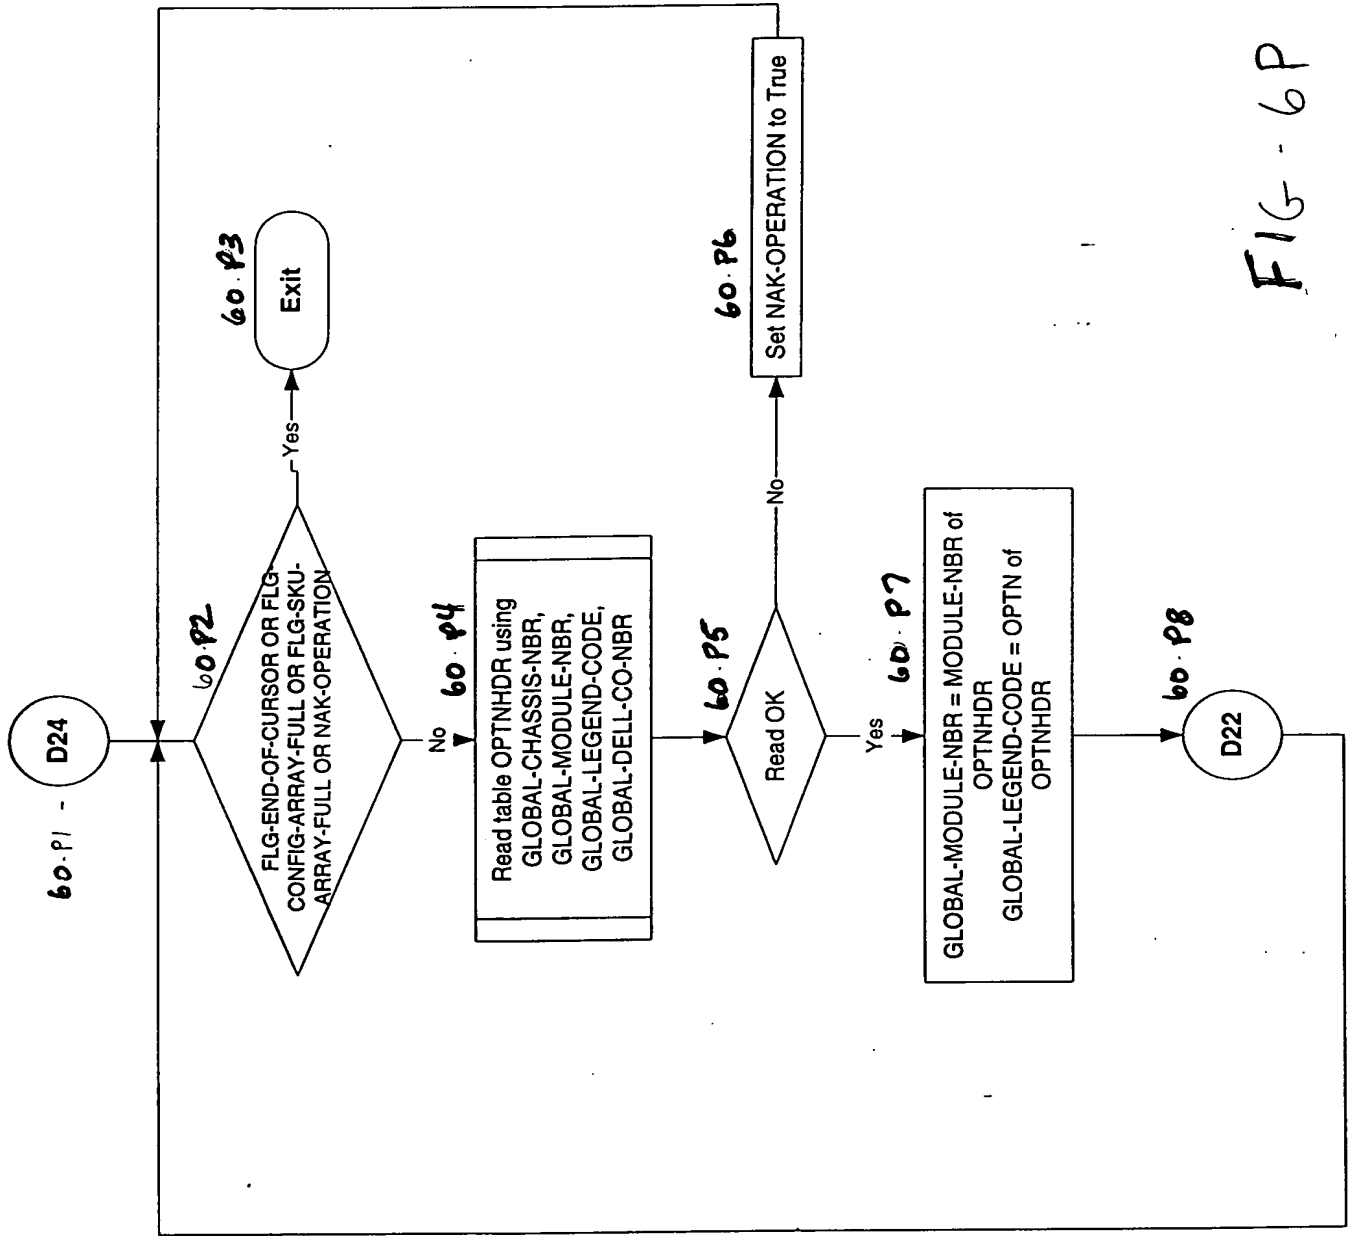 60·P1 -
D24
60·P2
FLG-END-OF-CURSOR OR FLG-
CONFIG-ARRAY-FULL OR FLG-SKU-
ARRAY-FULL OR NAK-OPERATION
Yes
60·P3
Exit
No
60·P4
Read table OPTNHDR using
GLOBAL-CHASSIS-NBR,
GLOBAL-MODULE-NBR,
GLOBAL-LEGEND-CODE,
GLOBAL-DELL-CO-NBR
60·P5
Read OK
No
60·P6
Set NAK-OPERATION to True
Yes
60·P7
GLOBAL-MODULE-NBR = MODULE-NBR of
OPTNHDR
GLOBAL-LEGEND-CODE = OPTN of
OPTNHDR
60·P8
D22
FIG - 6P